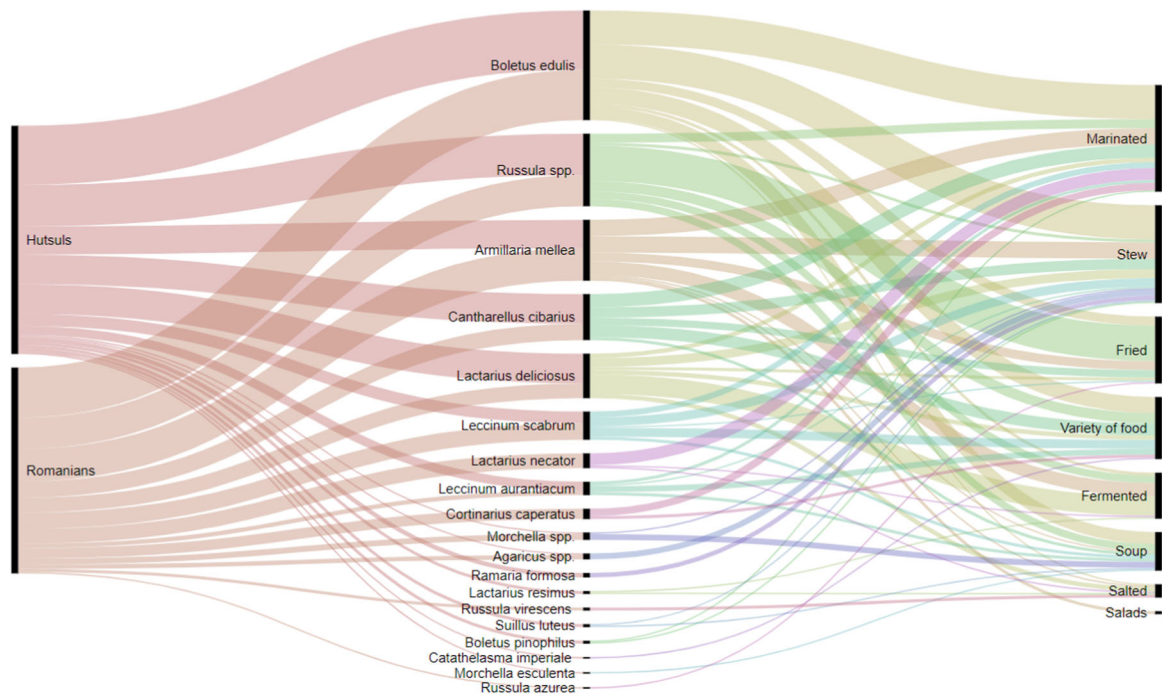 Hutsuls
Romanians
Boletus edulis
Russula spp.
Armillaria mellea
Cantharellus cibarius
Lactarius deliciosus
Leccinum scabrum
Lactarius necator
Leccinum aurantiacum
Cortinarius caperatus
Morchella spp.
Agaricus spp.
Ramaria formosa
Lactarius resimus
Russula virescens
Suillus luteus
Boletus pinophilus
Catathelasma imperiale
Morchella esculenta
Russula azurea
Marinated
Stew
Fried
Variety of food
Fermented
Soup
Salted
Salads